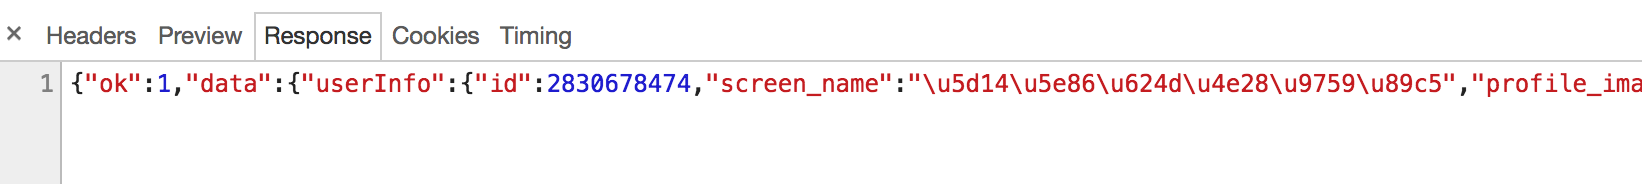 × Headers Preview Response Cookies Timing
1 {"ok":1,"data":{"userInfo":{"id":2830678474,"screen_name":"\u5d14\u5e86\u624d\u4e28\u9759\u89c5","profile_ima